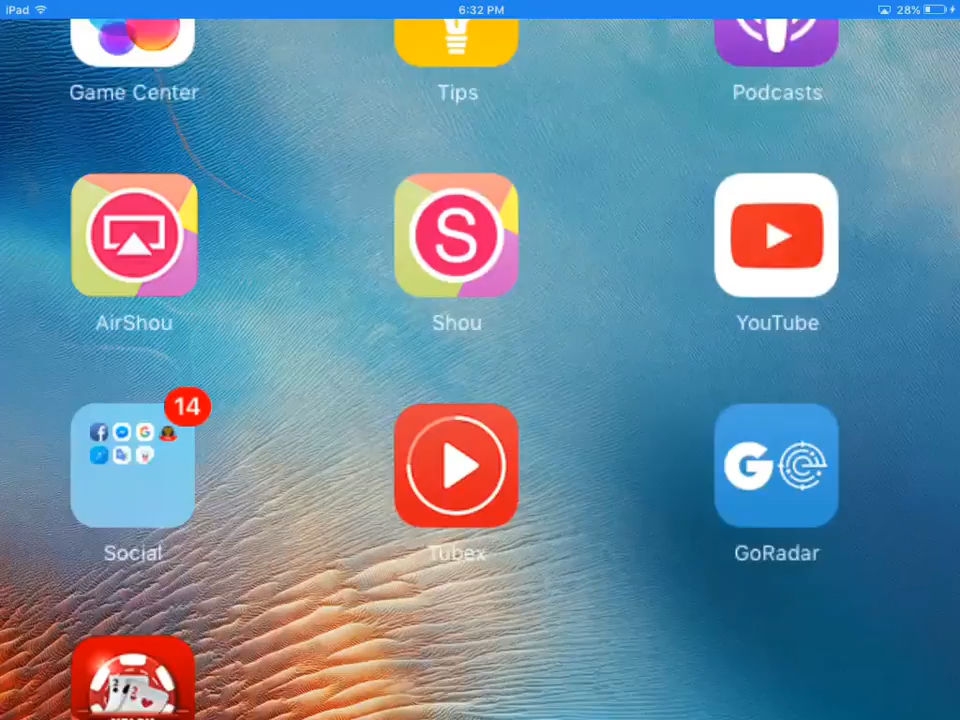 iPad 6:32 PM 28%
Game Center Tips Podcasts
S
AirShou Shou YouTube
14
G
Social Tubex GoRadar